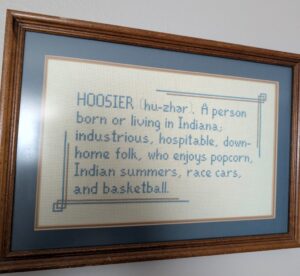 HOOSIER (hu-zhər). A person
born or living in Indiana;
industrious, hospitable, down-
home folk, who enjoys popcorn,
Indian summers, race cars,
and basketball.